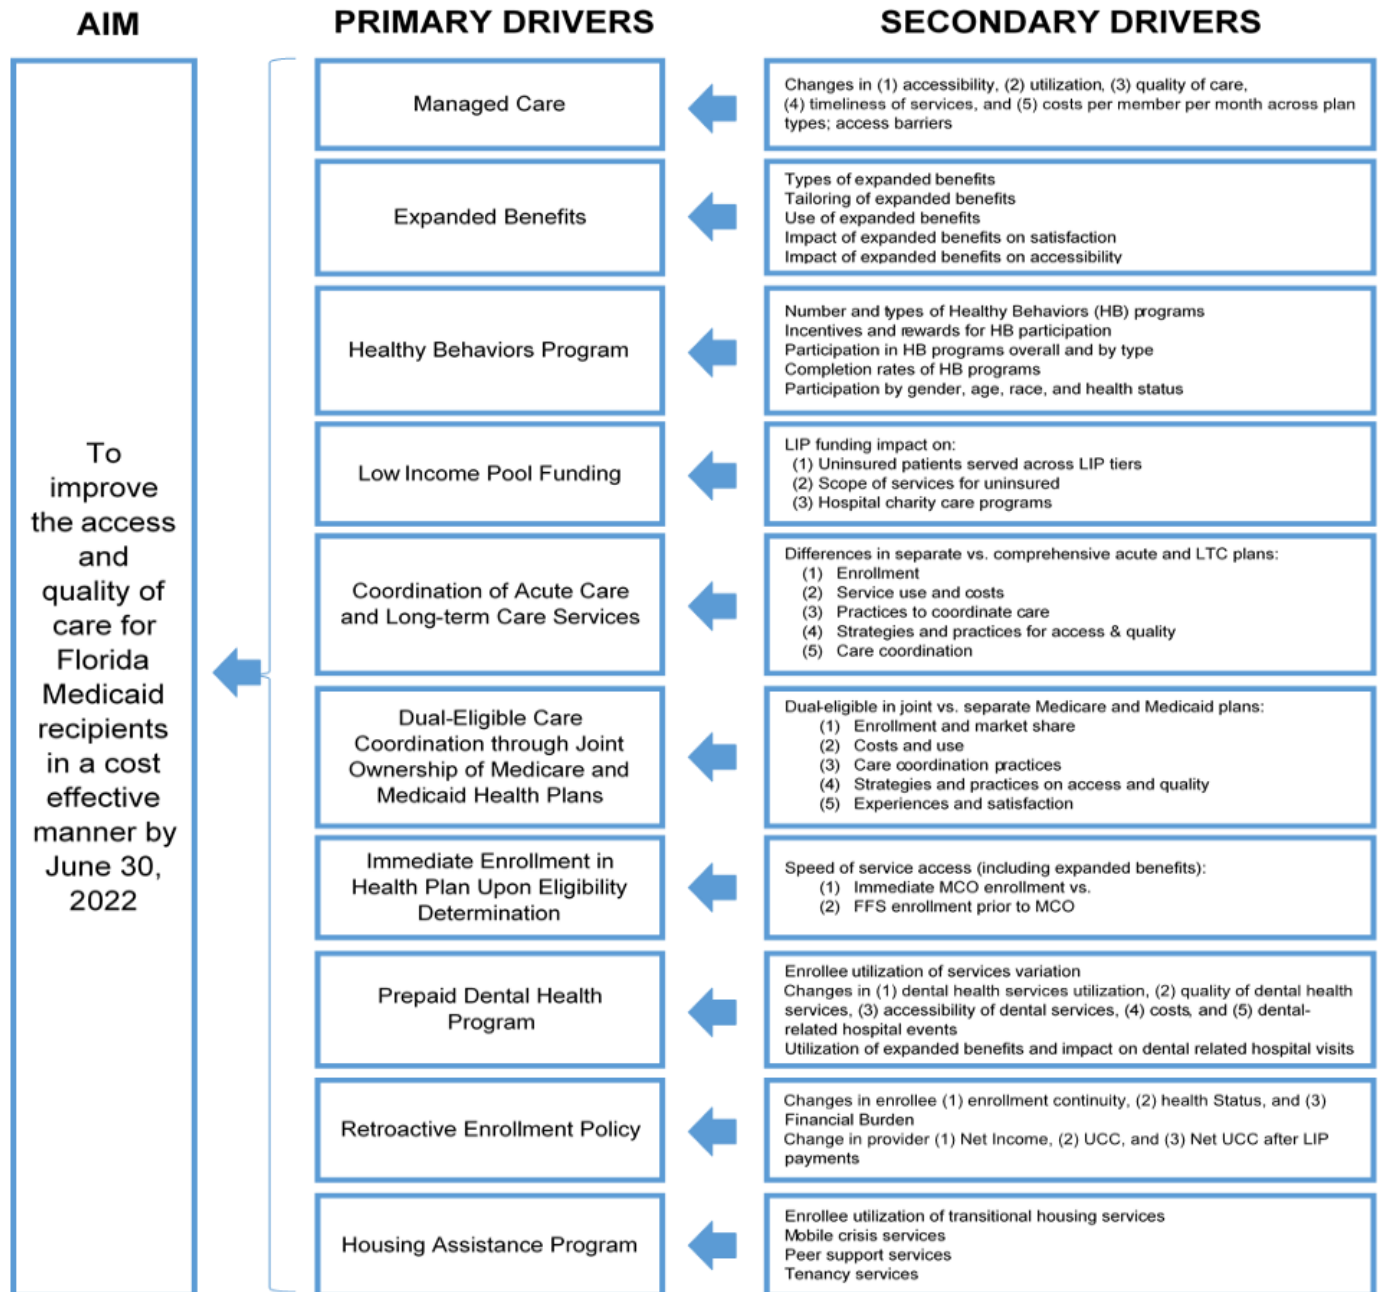 AIM
PRIMARY DRIVERS
SECONDARY DRIVERS
To
improve
the access
and
quality of
care for
Florida
Medicaid
recipients
in a cost
effective
manner by
June 30,
2022
Managed Care
Changes in (1) accessibility, (2) utilization, (3) quality of care,
(4) timeliness of services, and (5) costs per member per month across plan
types; access barriers
Expanded Benefits
Types of expanded benefits
Tailoring of expanded benefits
Use of expanded benefits
Impact of expanded benefits on satisfaction
Impact of expanded benefits on accessibility
Healthy Behaviors Program
Number and types of Healthy Behaviors (HB) programs
Incentives and rewards for HB participation
Participation in HB programs overall and by type
Completion rates of HB programs
Participation by gender, age, race, and health status
Low Income Pool Funding
LIP funding impact on:
(1) Uninsured patients served across LIP tiers
(2) Scope of services for uninsured
(3) Hospital charity care programs
Coordination of Acute Care
and Long-term Care Services
Differences in separate vs. comprehensive acute and LTC plans:
(1) Enrollment
(2) Service use and costs
(3) Practices to coordinate care
(4) Strategies and practices for access & quality
(5) Care coordination
Dual-Eligible Care
Coordination through Joint
Ownership of Medicare and
Medicaid Health Plans
Dual-eligible in joint vs. separate Medicare and Medicaid plans:
(1) Enrollment and market share
(2) Costs and use
(3) Care coordination practices
(4) Strategies and practices on access and quality
(5) Experiences and satisfaction
Immediate Enrollment in
Health Plan Upon Eligibility
Determination
Speed of service access (including expanded benefits):
(1) Immediate MCO enrollment vs.
(2) FFS enrollment prior to MCO
Prepaid Dental Health
Program
Enrollee utilization of services variation
Changes in (1) dental health services utilization, (2) quality of dental health
services, (3) accessibility of dental services, (4) costs, and (5) dental-
related hospital events
Utilization of expanded benefits and impact on dental related hospital visits
Retroactive Enrollment Policy
Changes in enrollee (1) enrollment continuity, (2) health Status, and (3)
Financial Burden
Change in provider (1) Net Income, (2) UCC, and (3) Net UCC after LIP
payments
Housing Assistance Program
Enrollee utilization of transitional housing services
Mobile crisis services
Peer support services
Tenancy services